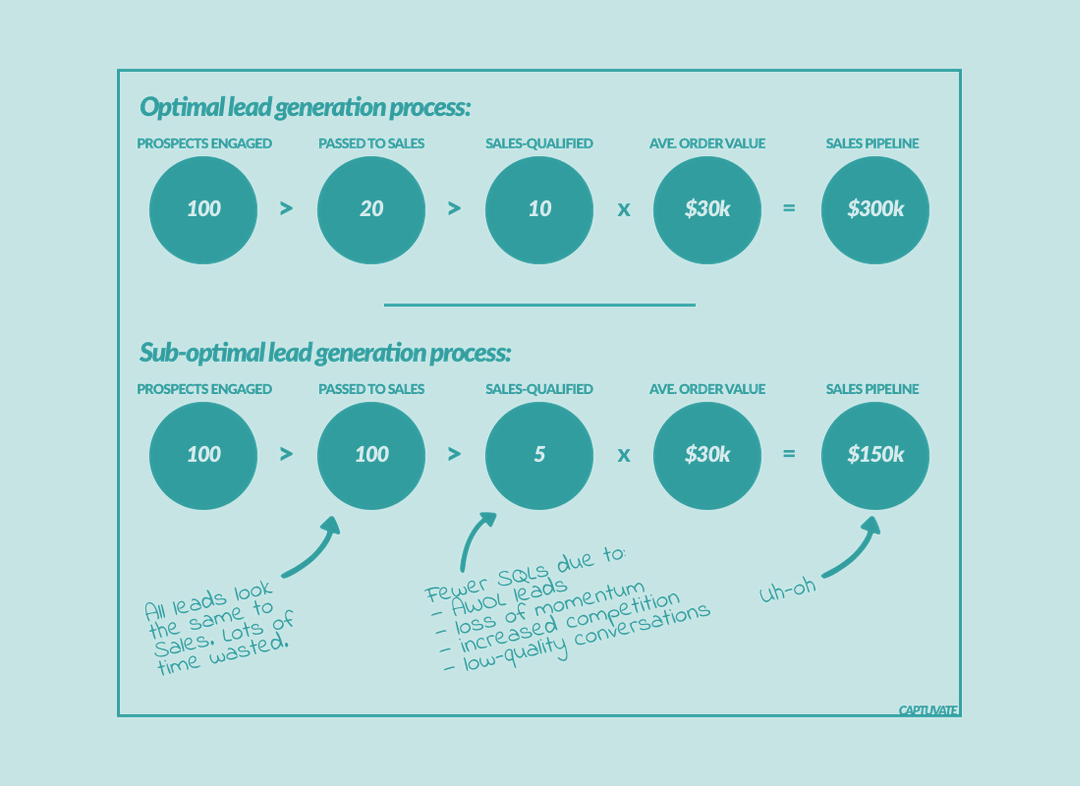 Optimal lead generation process:
PROSPECTS ENGAGED PASSED TO SALES SALES-QUALIFIED AVE. ORDER VALUE SALES PIPELINE
100 > 20 > 10 x $30k = $300k
Sub-optimal lead generation process:
PROSPECTS ENGAGED PASSED TO SALES SALES-QUALIFIED AVE. ORDER VALUE SALES PIPELINE
100 > 100 > 5 x $30k = $150k
All leads look
the same to
Sales. Lots of
time wasted.
Fewer SQLs due to:
- AWOL leads
- loss of momentum
- increased competition
- low-quality conversations
Uh-oh
CAPTUVATE